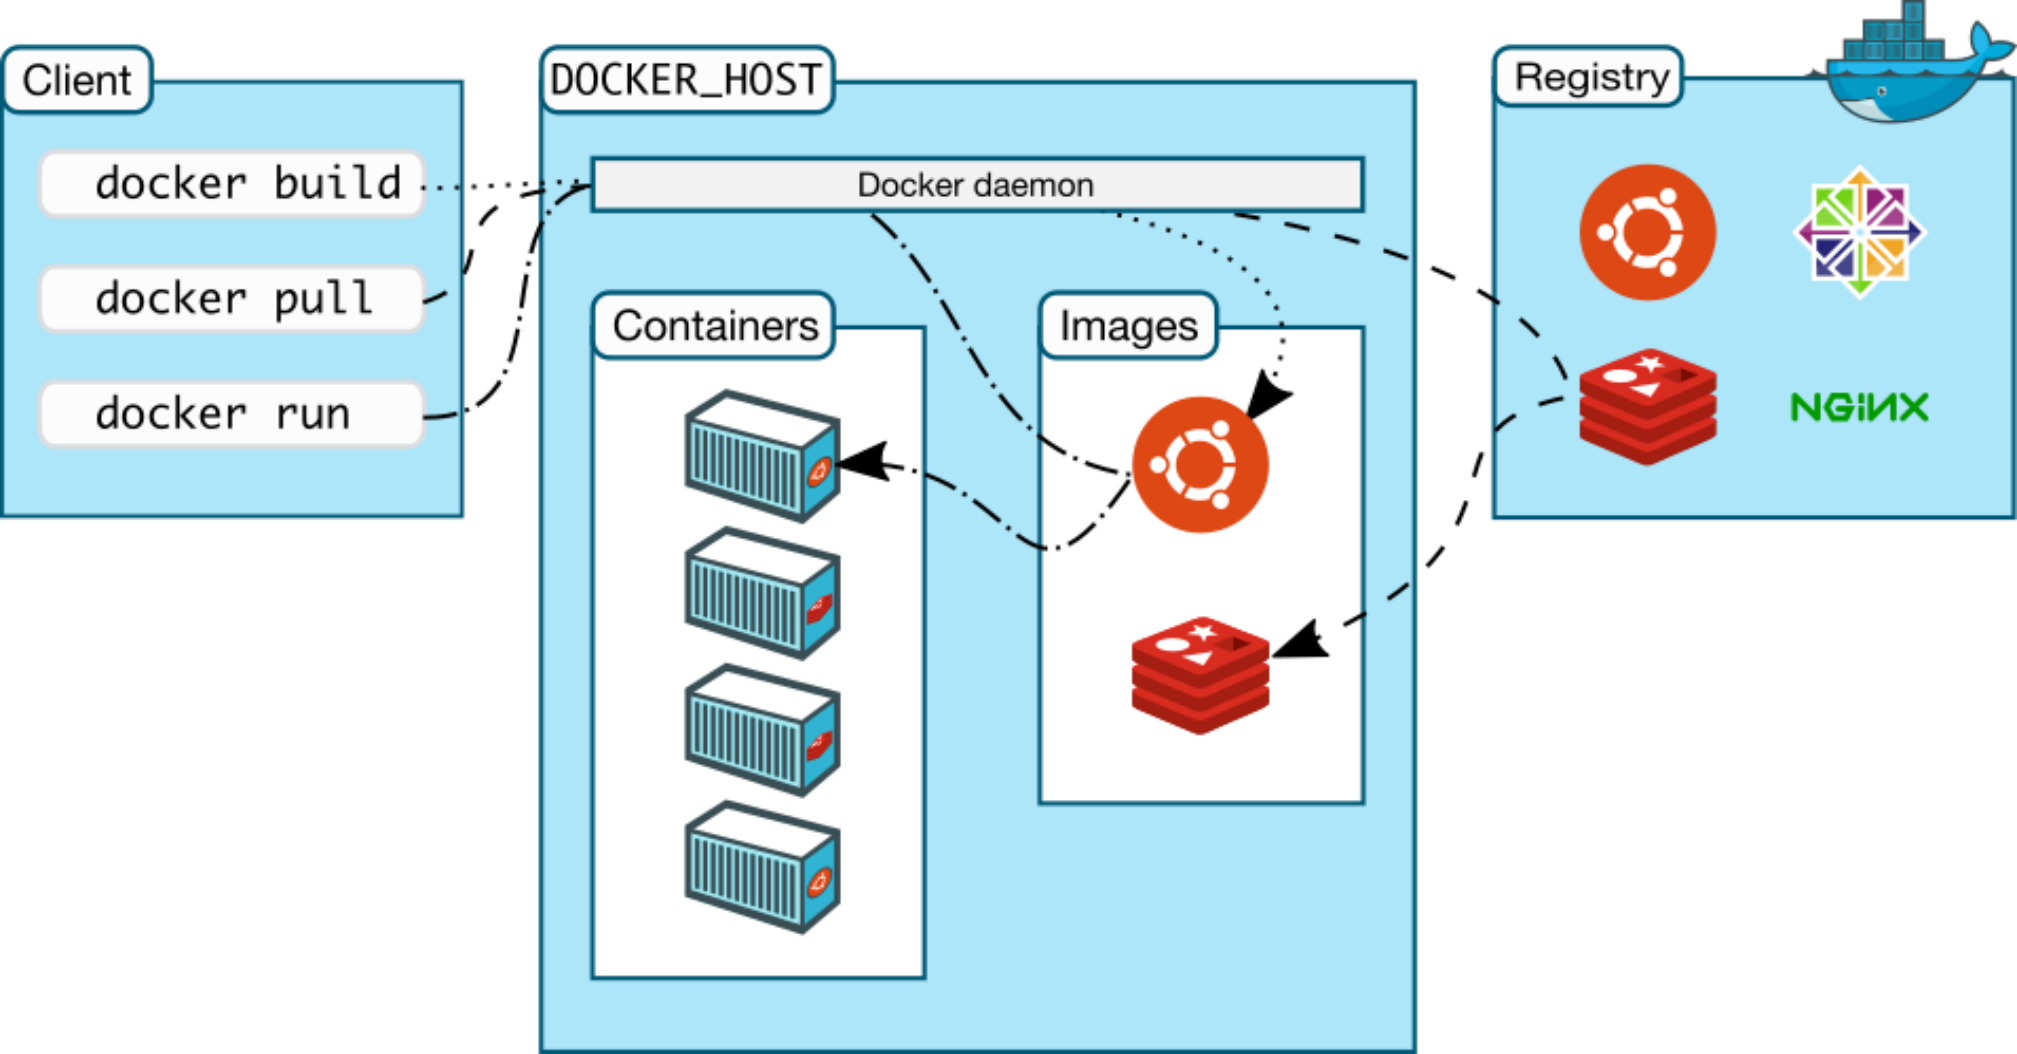 Client
docker build
docker pull
docker run
DOCKER_HOST
Docker daemon
Containers
Images
Registry
NGiNX